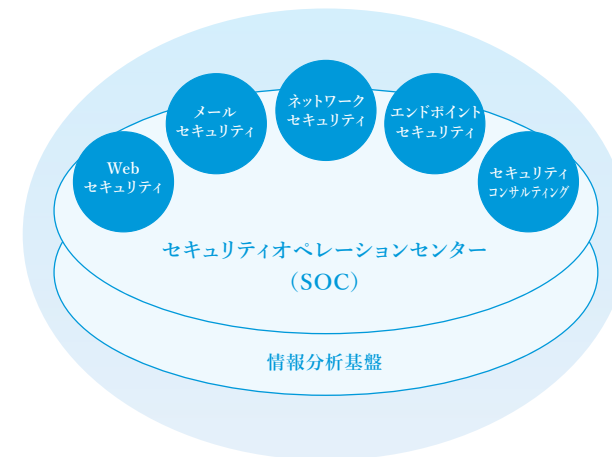 Web
セキュリティ
メール
セキュリティ
ネットワーク
セキュリティ
エンドポイント
セキュリティ
セキュリティ
コンサルティング
セキュリティオペレーションセンター
（SOC）
情報分析基盤